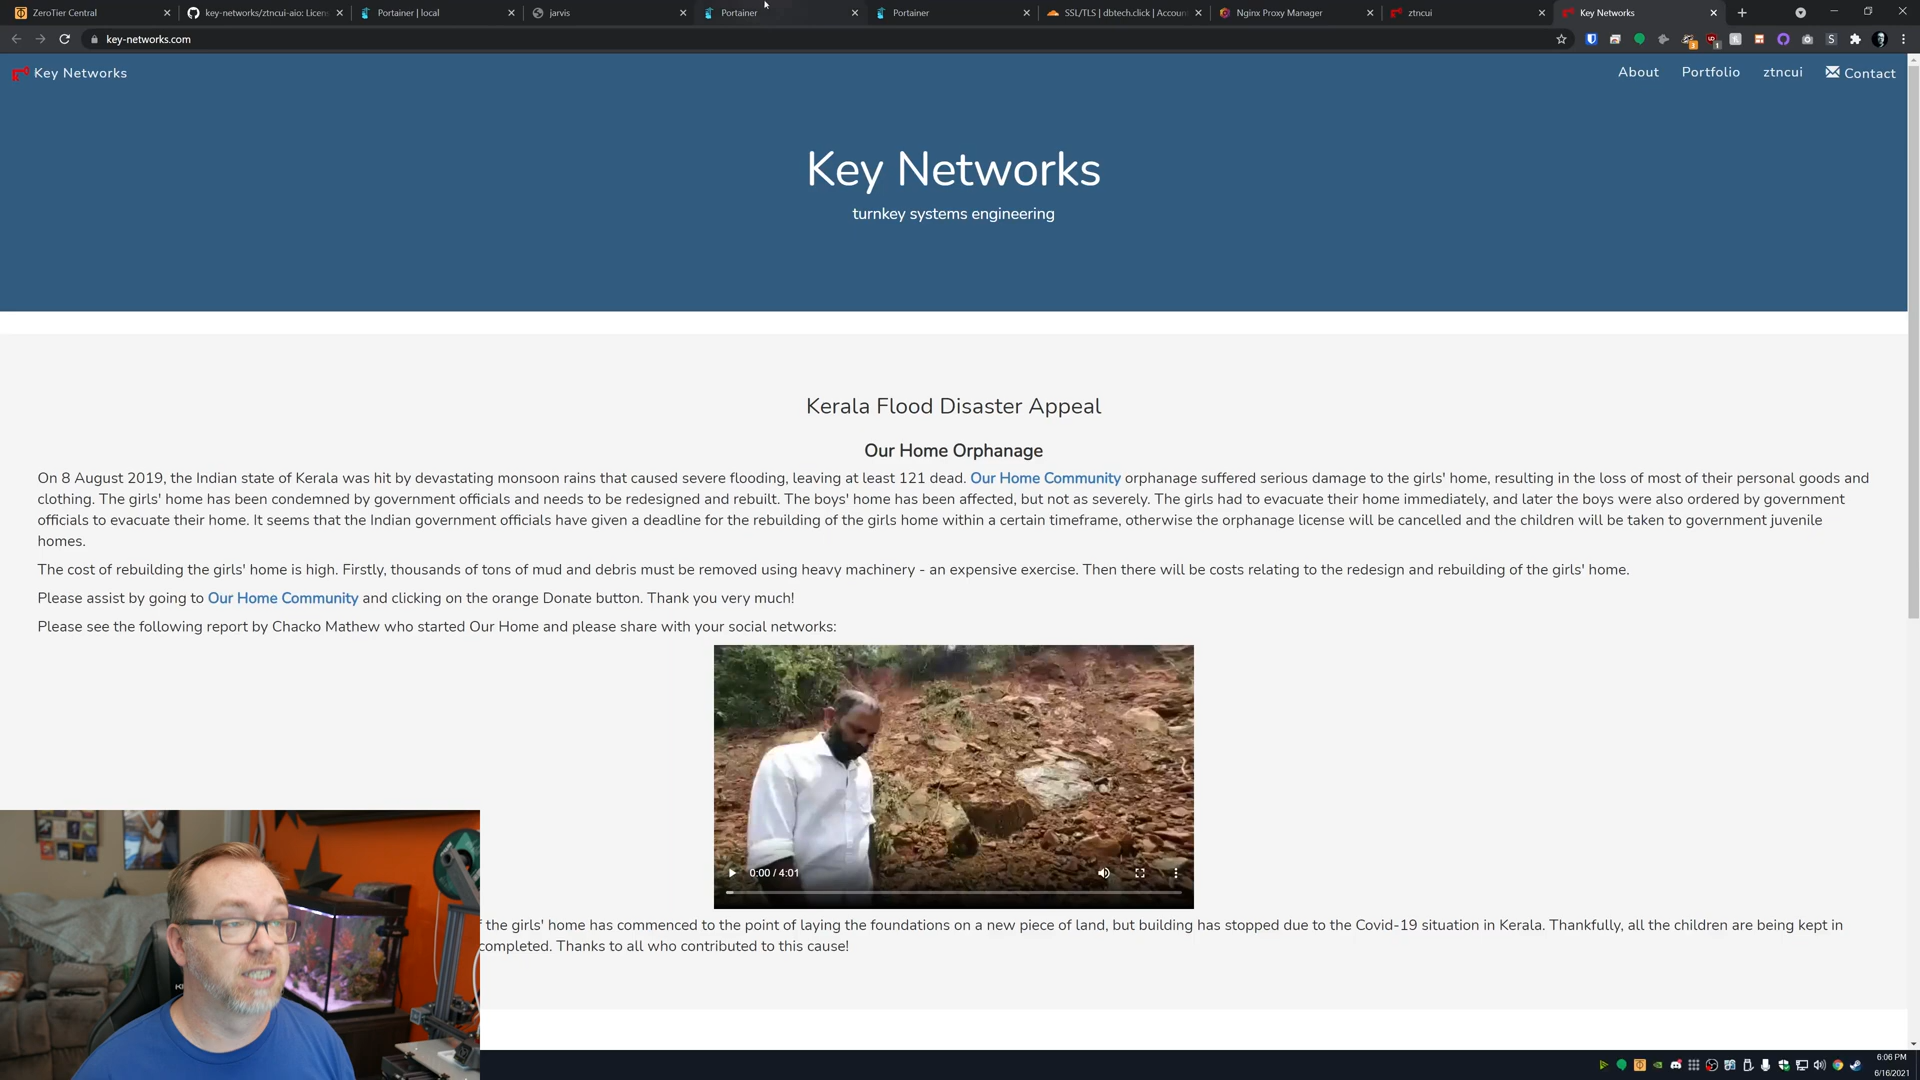 ZeroTier Central
key-networks/ztncui-aio: Licen
Portainer | local
jarvis
Portainer
Portainer
SSL/TLS | dbtech.click | Accoun
Nginx Proxy Manager
ztncui
Key Networks
key-networks.com
Key Networks
About
Portfolio
ztncui
Contact
Key Networks
turnkey systems engineering
Kerala Flood Disaster Appeal
Our Home Orphanage
On 8 August 2019, the Indian state of Kerala was hit by devastating monsoon rains that caused severe flooding, leaving at least 121 dead. Our Home Community orphanage suffered serious damage to the girls' home, resulting in the loss of most of their personal goods and
clothing. The girls' home has been condemned by government officials and needs to be redesigned and rebuilt. The boys' home has been affected, but not as severely. The girls had to evacuate their home immediately, and later the boys were also ordered by government
officials to evacuate their home. It seems that the Indian government officials have given a deadline for the rebuilding of the girls home within a certain timeframe, otherwise the orphanage license will be cancelled and the children will be taken to government juvenile
homes.
The cost of rebuilding the girls' home is high. Firstly, thousands of tons of mud and debris must be removed using heavy machinery - an expensive exercise. Then there will be costs relating to the redesign and rebuilding of the girls' home.
Please assist by going to Our Home Community and clicking on the orange Donate button. Thank you very much!
Please see the following report by Chacko Mathew who started Our Home and please share with your social networks:
0:00 / 4:01
the girls' home has commenced to the point of laying the foundations on a new piece of land, but building has stopped due to the Covid-19 situation in Kerala. Thankfully, all the children are being kept in
completed. Thanks to all who contributed to this cause!
6:06 PM
6/16/2021